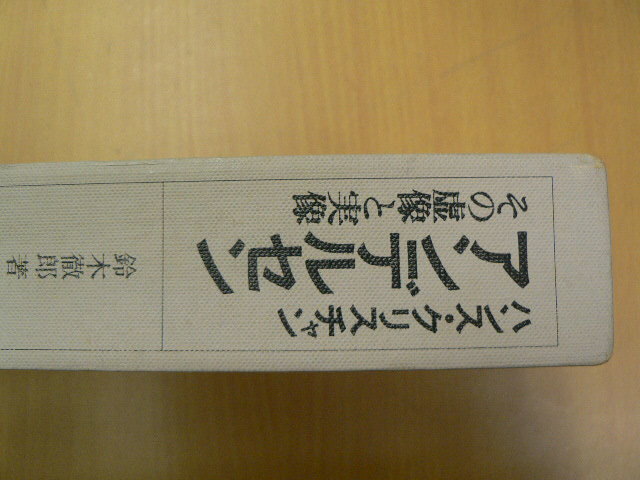 ハンス・クリスチャン
アンデルセン
その虚像と実像
鈴木徹郎著